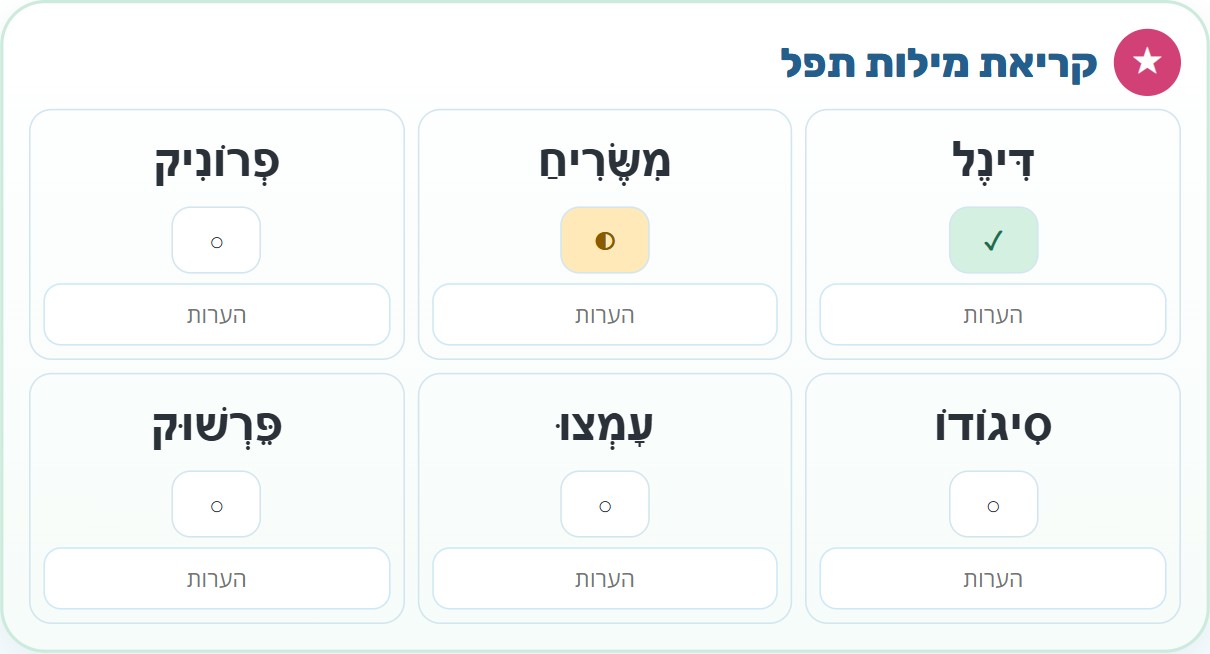 קריאת מילות תפל
דִּינֶל
מִשֶּׂרִיחַ
פְרוֹנִיק
✓
◐
○
הערות
הערות
הערות
סִיגוֹדוֹ
עָמְצוּ
פֵּרְשׁוּק
○
○
○
הערות
הערות
הערות